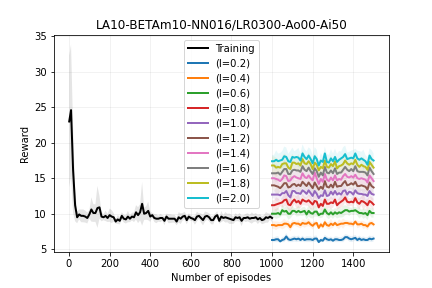 LA10-BETAm10-NN016/LR0300-Ao00-Ai50
35
30
25
20
15
10
5
Reward
Training
(l=0.2)
(l=0.4)
(l=0.6)
(l=0.8)
(l=1.0)
(l=1.2)
(l=1.4)
(l=1.6)
(l=1.8)
(l=2.0)
0 200 400 600 800 1000 1200 1400
Number of episodes